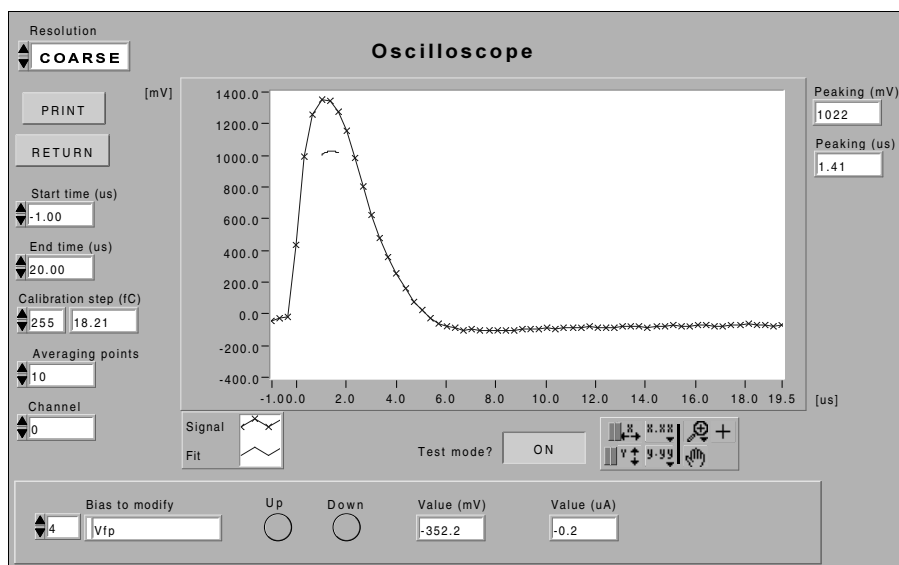 Resolution
COARSE
Oscilloscope
PRINT
RETURN
Start time (us)
-1.00
End time (us)
20.00
Calibration step (fC)
255 18.21
Averaging points
10
Channel
0
[mV]
1400.0
1200.0
1000.0
800.0
600.0
400.0
200.0
0.0
-200.0
-400.0
-1.00 0.0 2.0 4.0 6.0 8.0 10.0 12.0 14.0 16.0 18.0 19.5 [us]
Peaking (mV)
1022
Peaking (us)
1.41
Signal
Fit
Test mode? ON
X X.XX
Y y.yy
Bias to modify Up Down Value (mV) Value (uA)
4 Vfp -352.2 -0.2